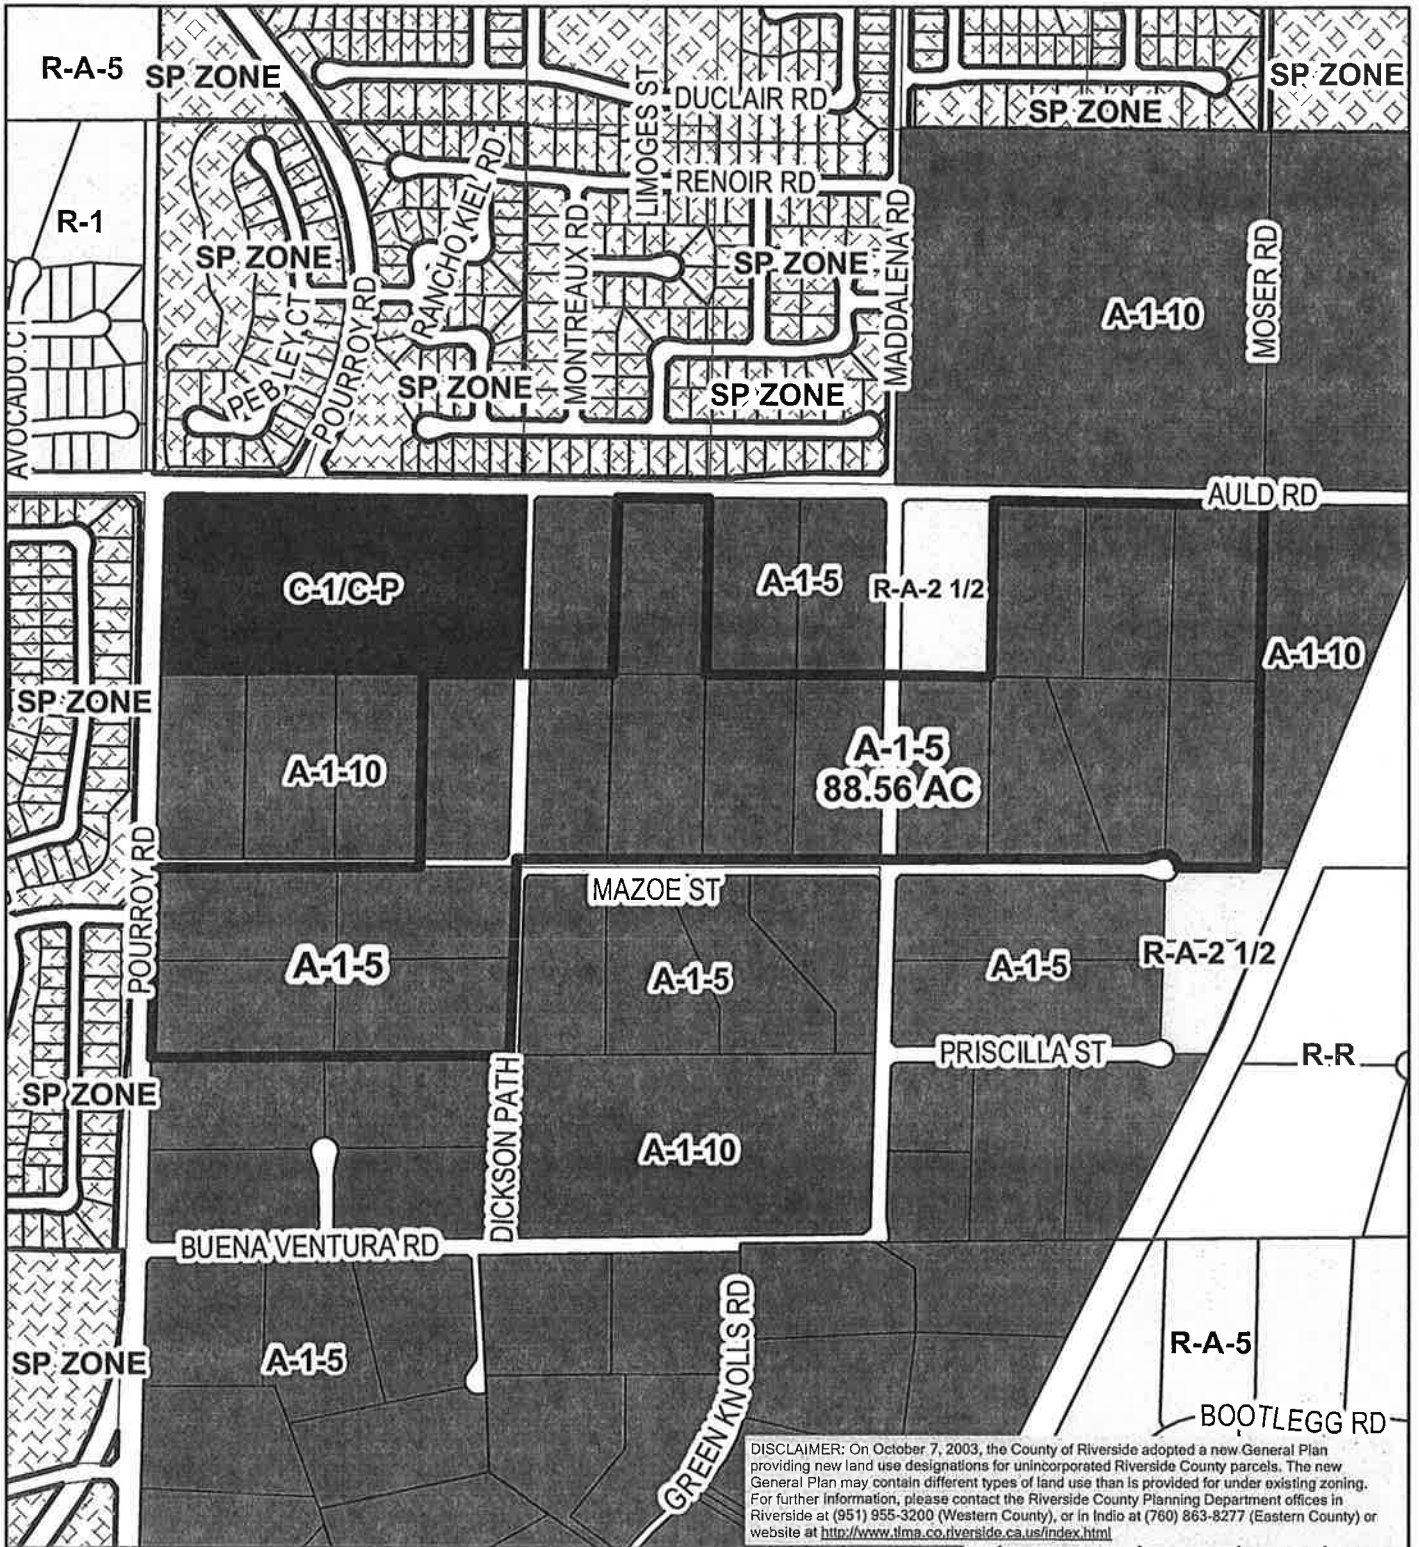 R-A-5
SP ZONE
SP ZONE
LIMOGES ST
DUCLAIR RD
SP ZONE
RENOIR RD
R-1
SP ZONE
RANCHO KIEL RD
MONTREAUX RD
SP ZONE
MADDALENA RD
MOSER RD
A-1-10
AVOCADO CT
PEBLEY CT
POURROY RD
SP ZONE
SP ZONE
AULD RD
C-1/C-P
A-1-5
R-A-2 1/2
A-1-10
SP ZONE
A-1-10
A-1-5
88.56 AC
POURROY RD
MAZOE ST
A-1-5
A-1-5
A-1-5
R-A-2 1/2
PRISCILLA ST
R-R
SP ZONE
DICKSON PATH
A-1-10
BUENA VENTURA RD
GREEN KNOLLS RD
SP ZONE
A-1-5
R-A-5
BOOTLEGG RD
DISCLAIMER: On October 7, 2003, the County of Riverside adopted a new General Plan
providing new land use designations for unincorporated Riverside County parcels. The new
General Plan may contain different types of land use than is provided for under existing zoning.
For further information, please contact the Riverside County Planning Department offices in
Riverside at (951) 955-3200 (Western County), or in Indio at (760) 863-8277 (Eastern County) or
website at http://www.tlma.co.riverside.ca.us/index.html